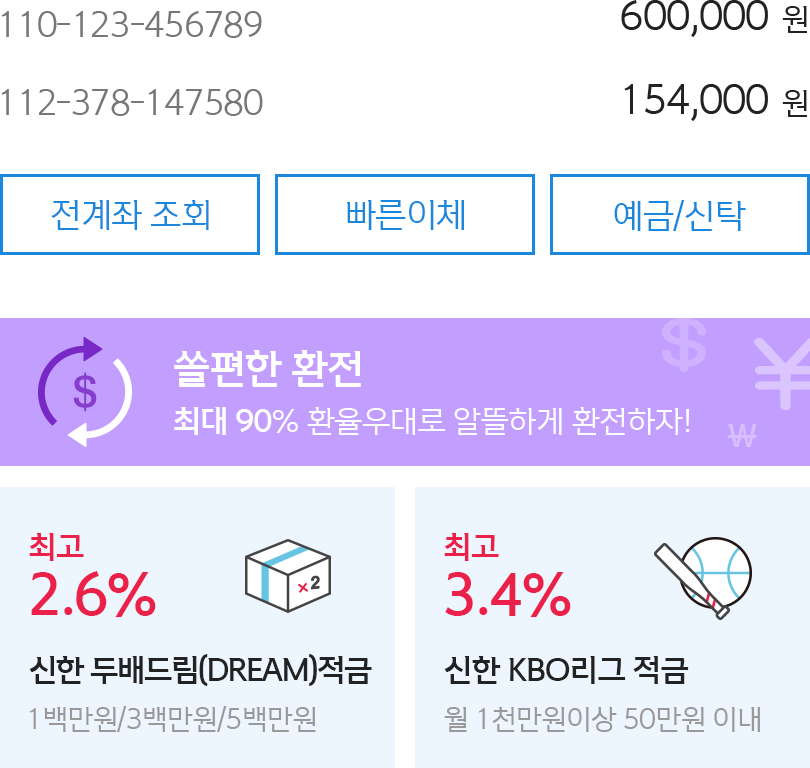 110-123-456789 600,000 원
112-378-147580 154,000 원
전계좌 조회 빠른이체 예금/신탁
$ 쏠편한 환전 $ ¥
최대 90% 환율우대로 알뜰하게 환전하자! ₩
최고
2.6%
×2
신한 두배드림(DREAM)적금
1백만원/3백만원/5백만원
최고
3.4%
신한 KBO리그 적금
월 1천만원이상 50만원 이내